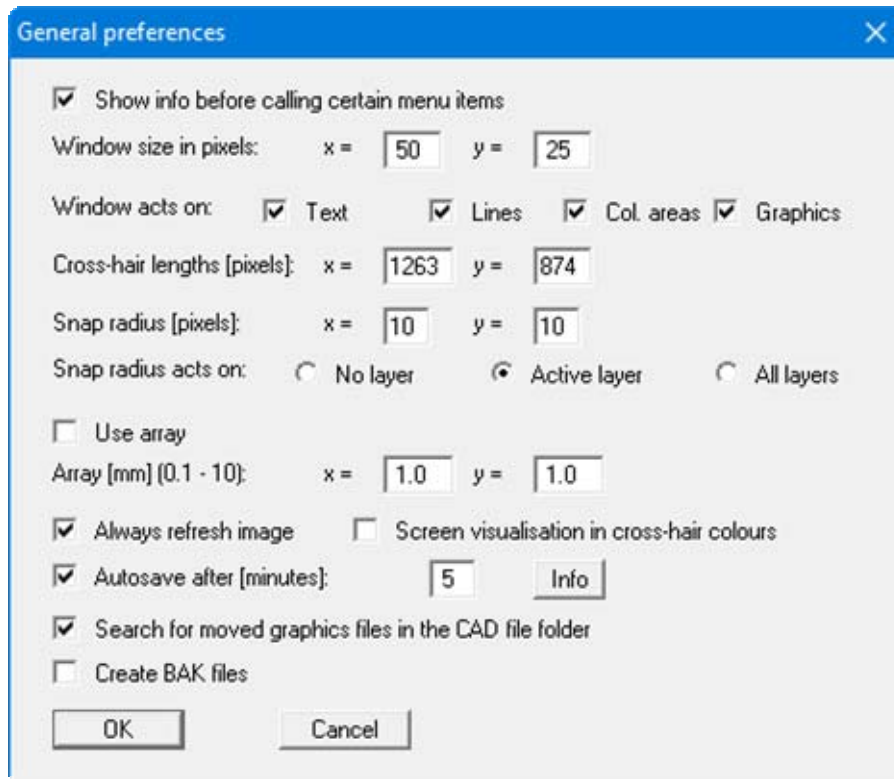 General preferences
Show info before calling certain menu items
Window size in pixels: x = 50 y = 25
Window acts on: Text Lines Col. areas Graphics
Cross-hair lengths [pixels]: x = 1263 y = 874
Snap radius [pixels]: x = 10 y = 10
Snap radius acts on: No layer Active layer All layers
Use array
Array [mm] (0.1 - 10): x = 1.0 y = 1.0
Always refresh image Screen visualisation in cross-hair colours
Autosave after [minutes]: 5 Info
Search for moved graphics files in the CAD file folder
Create BAK files
OK Cancel